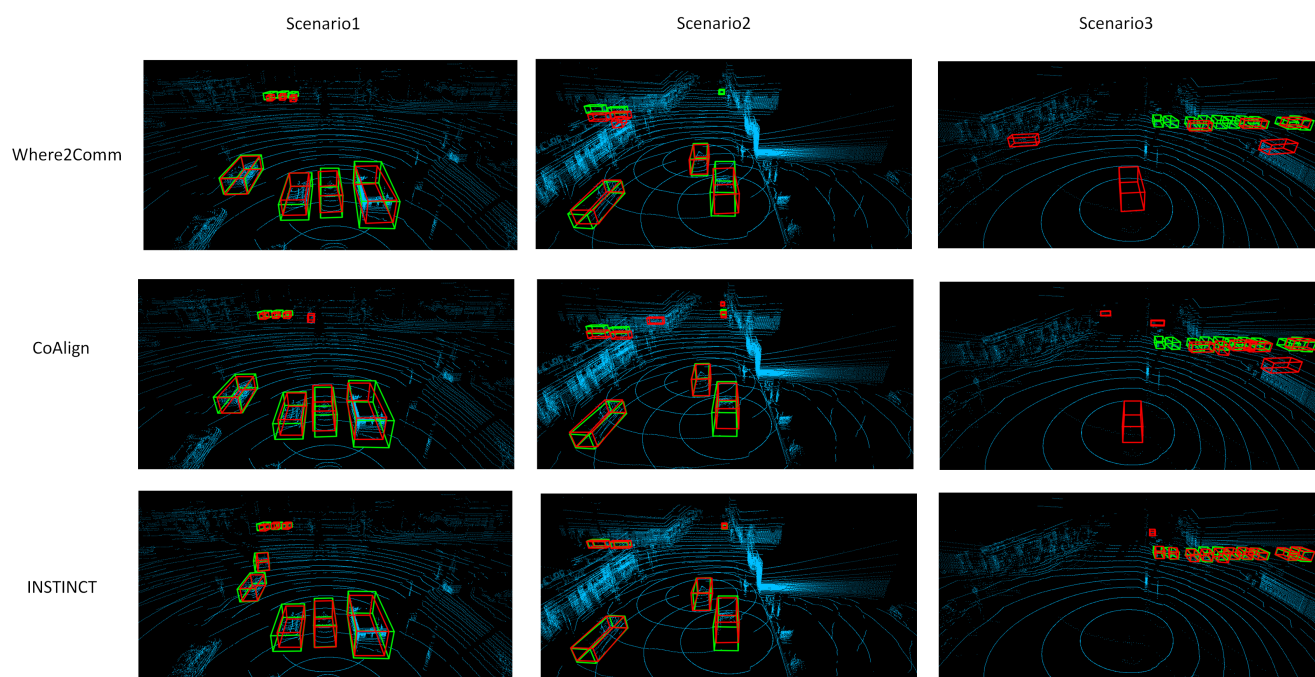 Scenario1
Scenario2
Scenario3
Where2Comm
CoAlign
INSTINCT